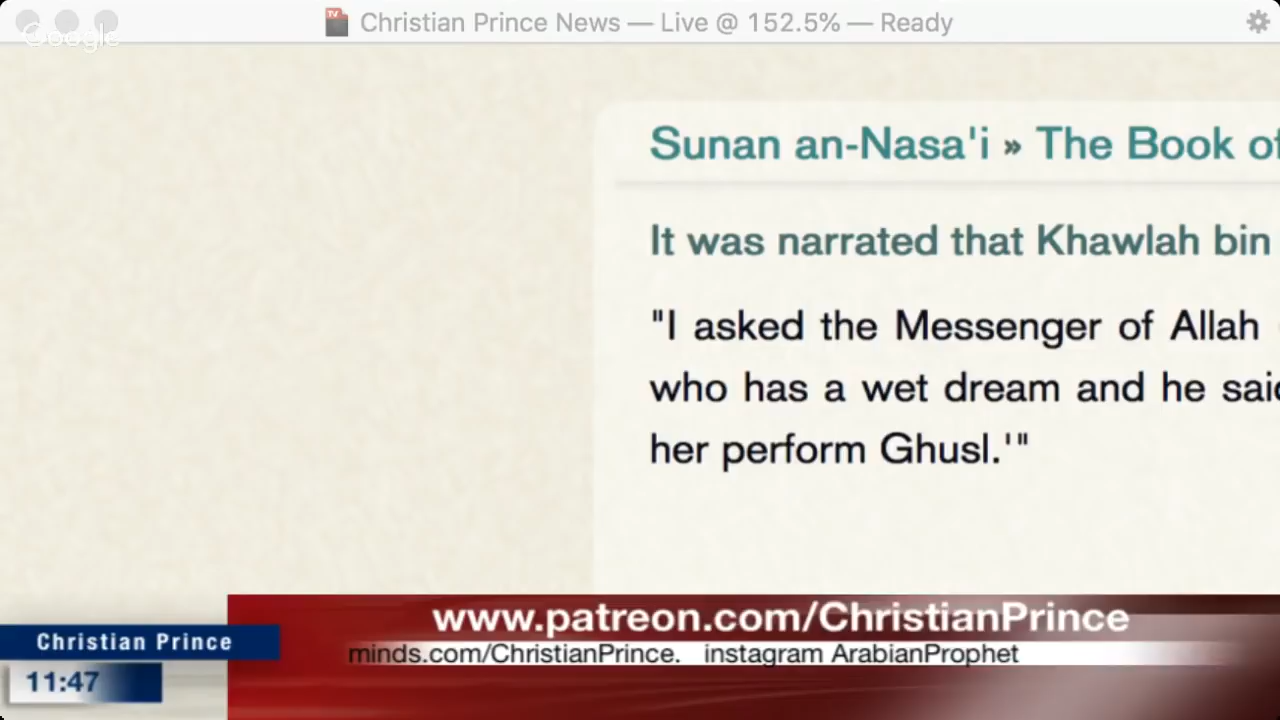 Google
Christian Prince News — Live @ 152.5% — Ready
Sunan an-Nasa'i » The Book of
It was narrated that Khawlah bin
"I asked the Messenger of Allah
who has a wet dream and he said
her perform Ghusl.'"
www.patreon.com/ChristianPrince
Christian Prince
minds.com/ChristianPrince. instagram ArabianProphet
11:47